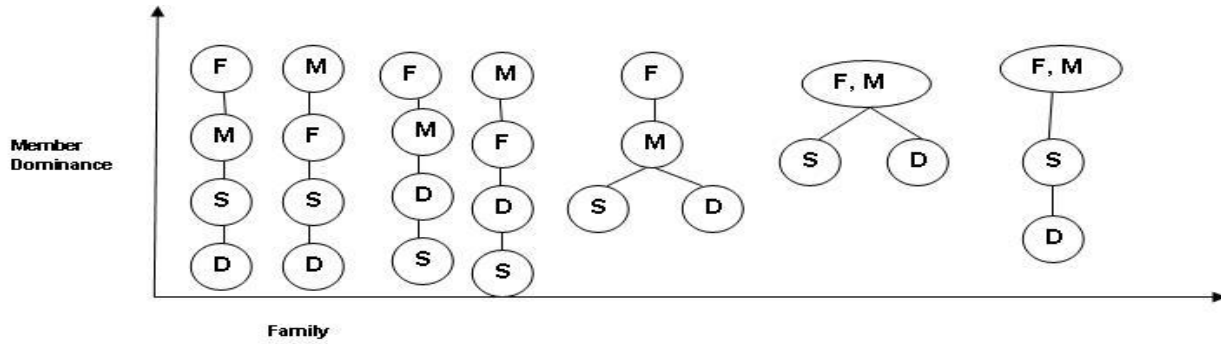 F M F M F F, M F, M
M F M F M
S S D D S D S D S
D D S S D
Member
Dominance
Family